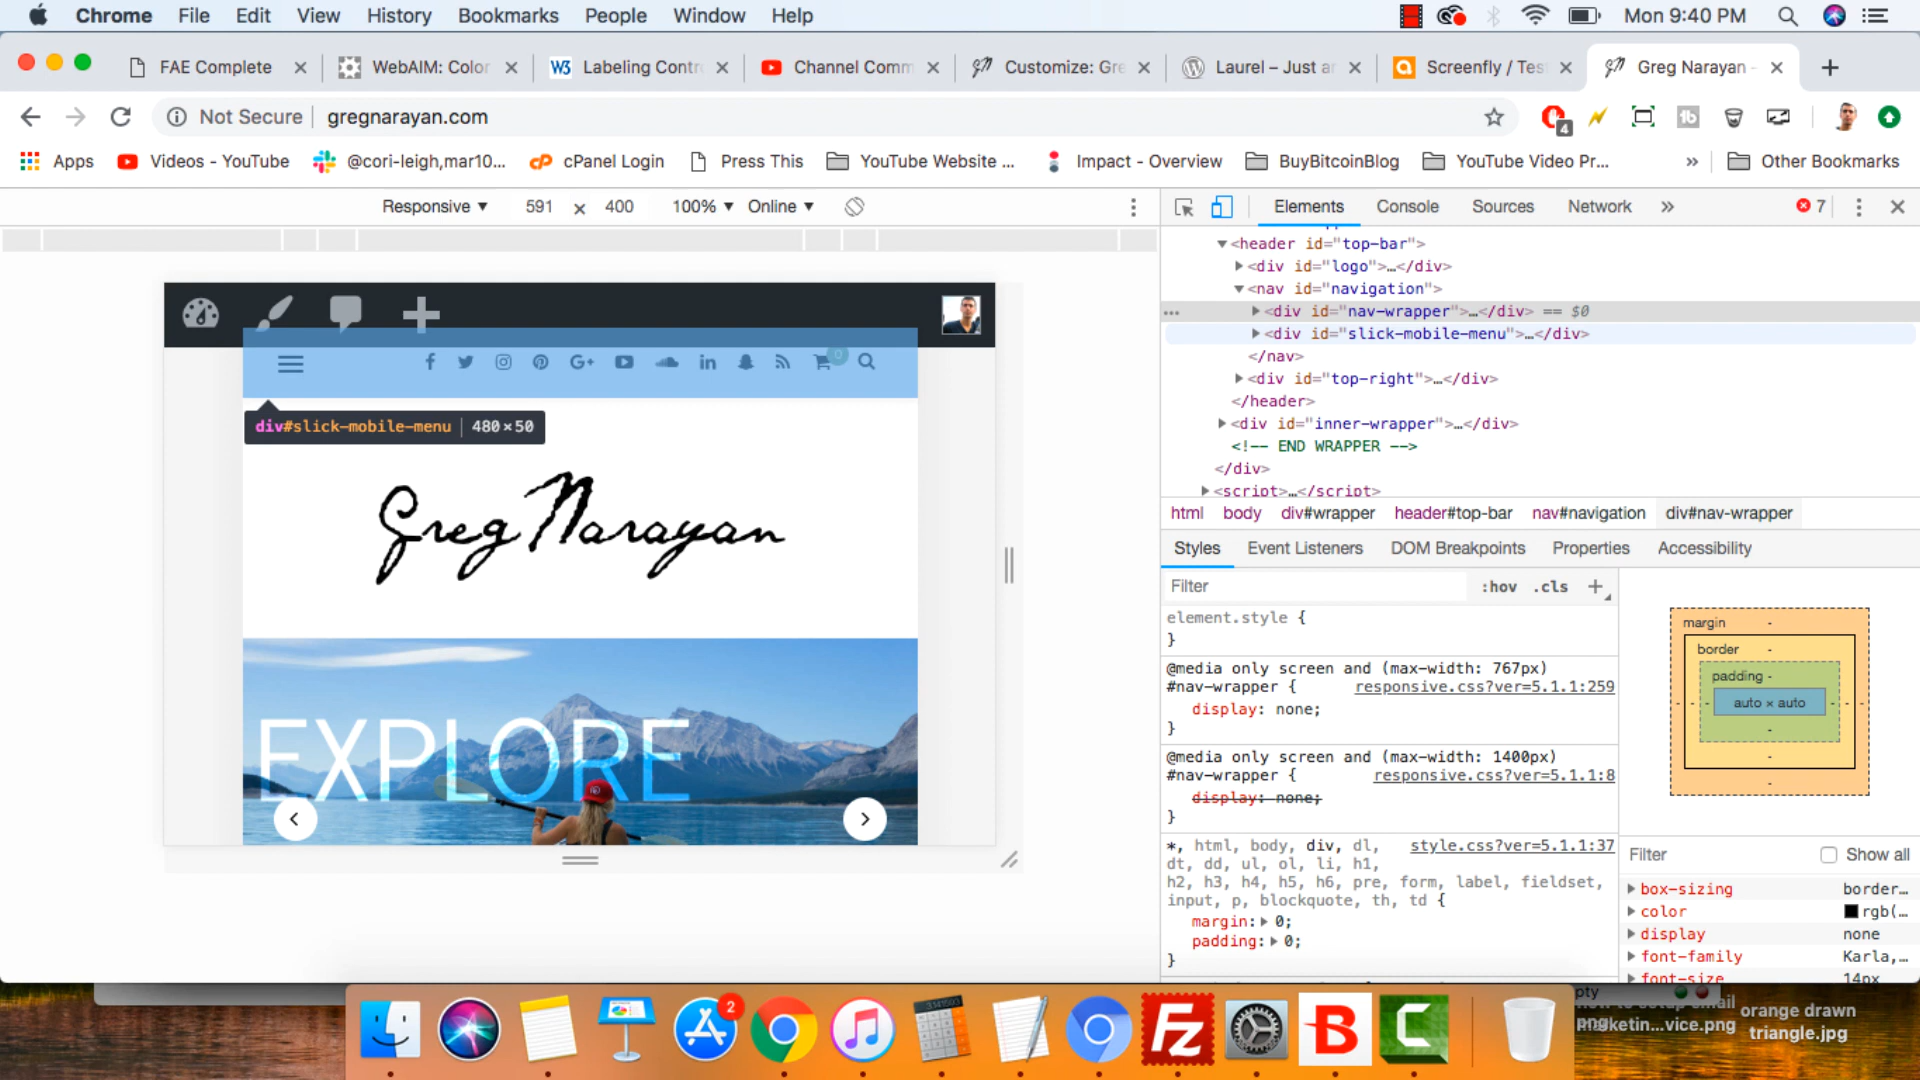 Chrome File Edit View History Bookmarks People Window Help Mon 9:40 PM
FAE Complete WebAIM: Color Labeling Contr Channel Comm Customize: Gre Laurel – Just ar Screenfly / Test Greg Narayan -
Not Secure gregnarayan.com 4
Apps Videos - YouTube @cori-leigh,mar10... cPanel Login Press This YouTube Website ... Impact - Overview BuyBitcoinBlog YouTube Video Pr... » Other Bookmarks
Responsive ▼ 591 × 400 100% ▼ Online ▼
Elements Console Sources Network » 7
<header id="top-bar">
<div id="logo">…</div>
<nav id="navigation">
… <div id="nav-wrapper">…</div> == $0
<div id="slick-mobile-menu">…</div>
</nav>
<div id="top-right">…</div>
</header>
<div id="inner-wrapper">…</div>
<!-- END WRAPPER -->
</div>
<script>…</script>
html body div#wrapper header#top-bar nav#navigation div#nav-wrapper
Styles Event Listeners DOM Breakpoints Properties Accessibility
Filter :hov .cls +
element.style {
}
@media only screen and (max-width: 767px)
#nav-wrapper { responsive.css?ver=5.1.1:259
display: none;
}
@media only screen and (max-width: 1400px)
#nav-wrapper { responsive.css?ver=5.1.1:8
display: none;
}
*, html, body, div, dl, style.css?ver=5.1.1:37
dt, dd, ul, ol, li, h1,
h2, h3, h4, h5, h6, pre, form, label, fieldset,
input, p, blockquote, th, td {
margin: 0;
padding: 0;
}
margin -
border -
padding -
auto × auto
Filter Show all
box-sizing border…
color rgb(…
display none
font-family Karla,…
font-size 14px
0
div#slick-mobile-menu 480×50
Greg Narayan
EXPLORE
2
orange drawn
triangle.jpg